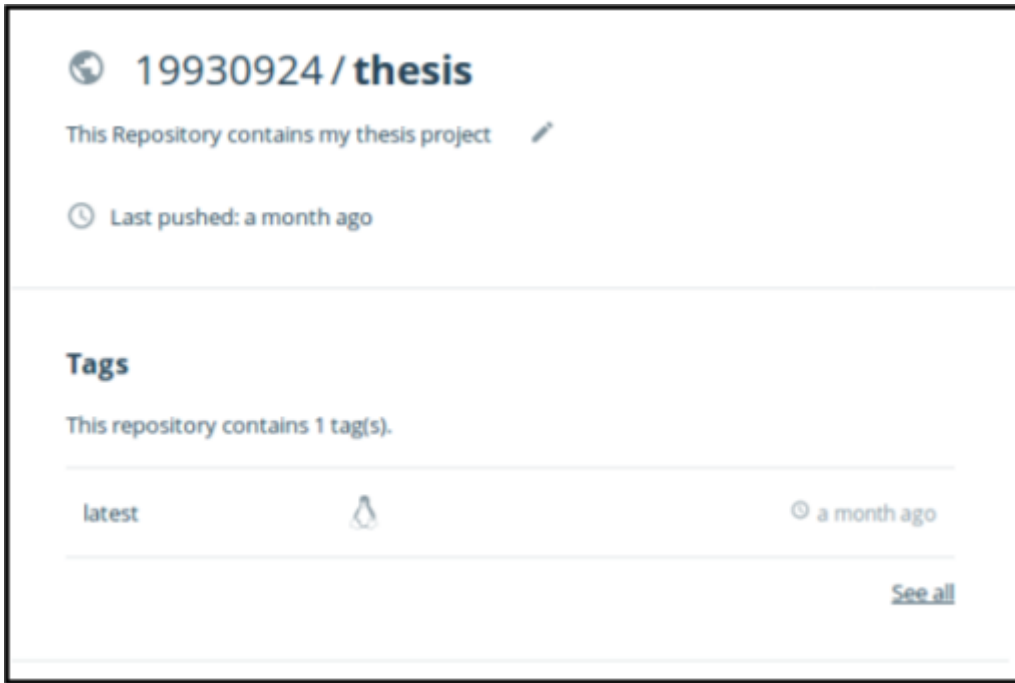 19930924 / thesis
This Repository contains my thesis project
Last pushed: a month ago
Tags
This repository contains 1 tag(s).
latest a month ago
See all